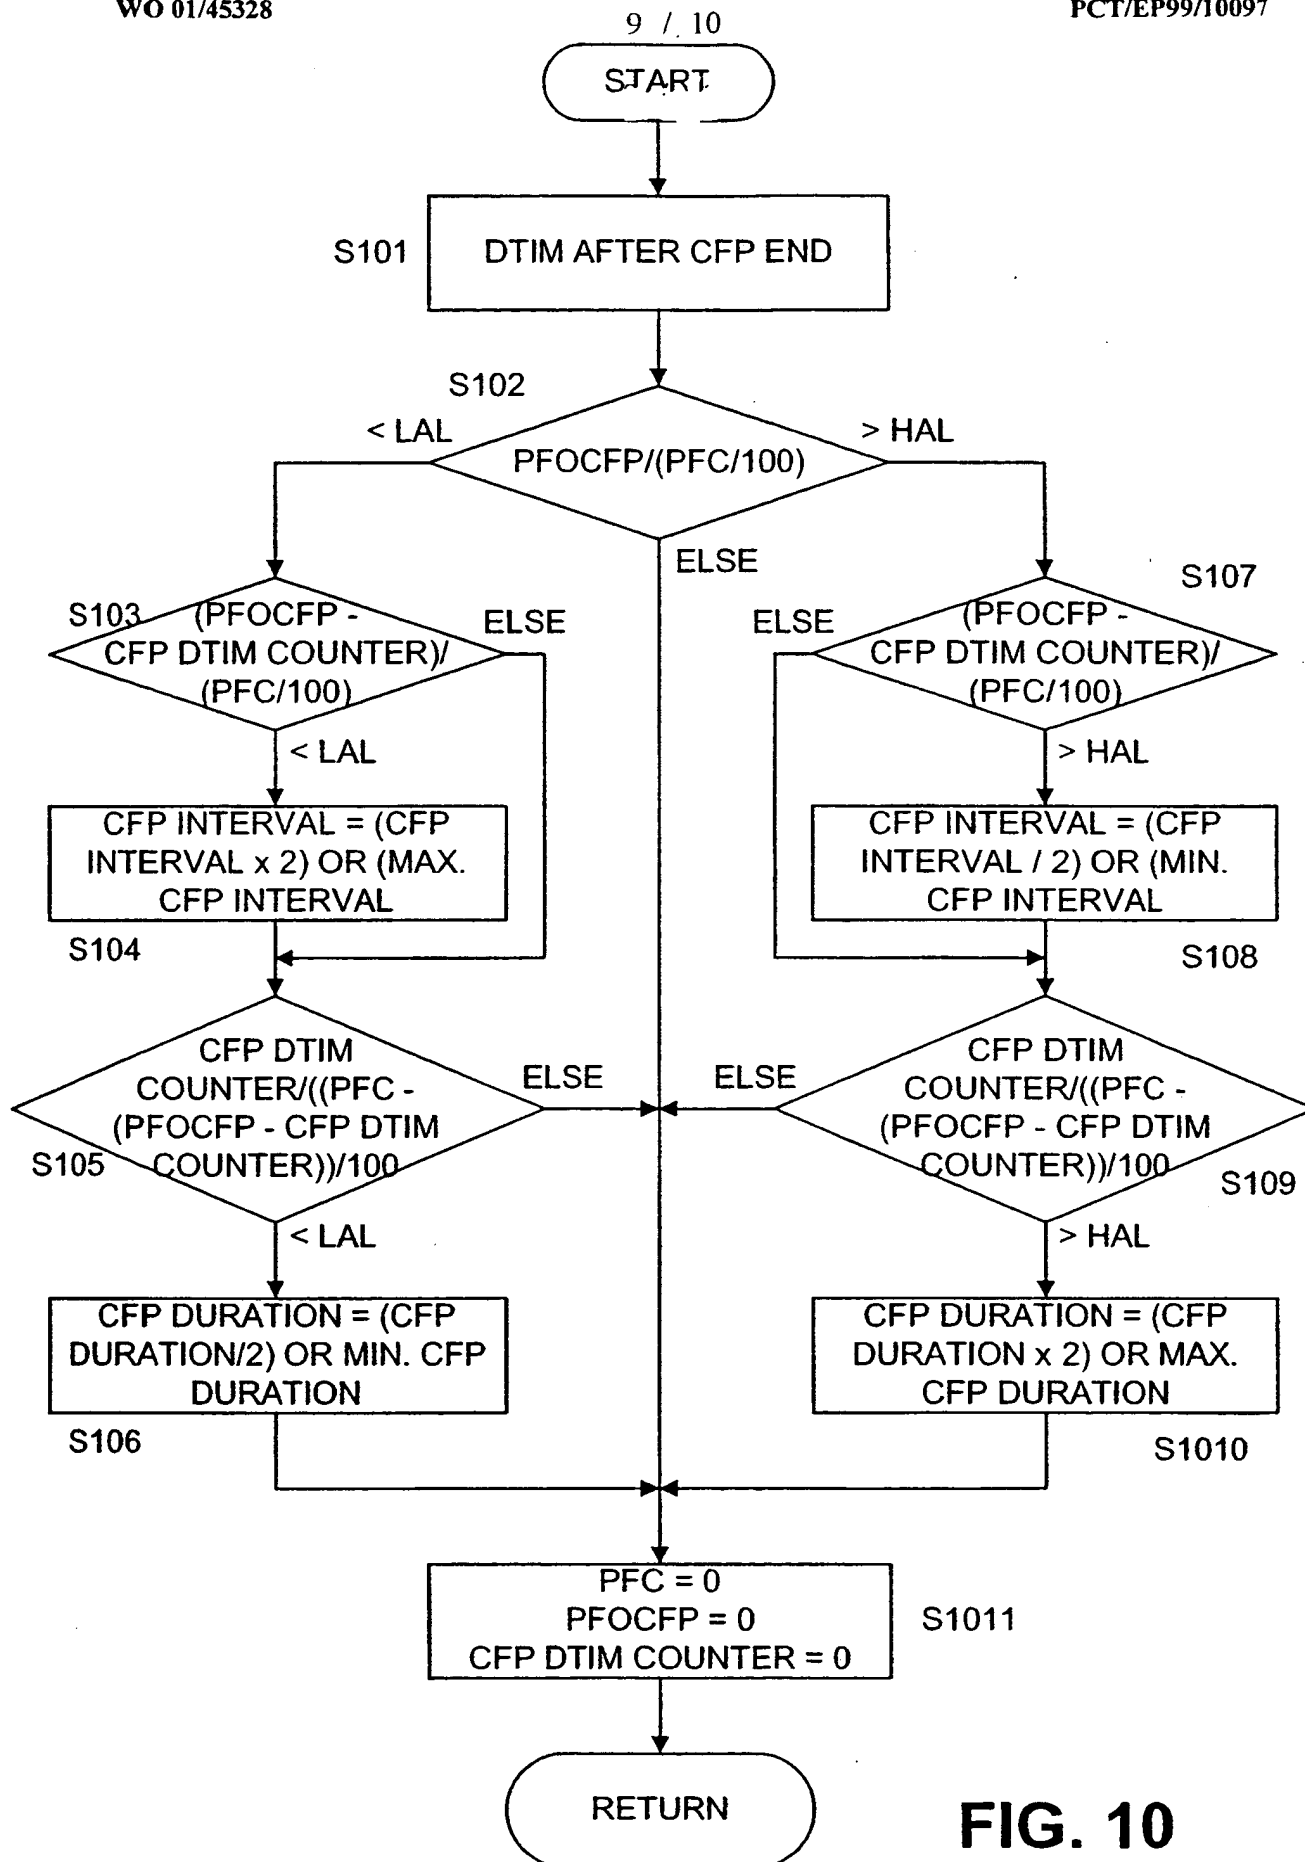 WO 01/45328
PCT/EP99/10097
9 / 10
START
S101
DTIM AFTER CFP END
S102
< LAL
> HAL
PFOCFP/(PFC/100)
ELSE
S103
(PFOCFP -
CFP DTIM COUNTER)/
(PFC/100)
ELSE
< LAL
S107
(PFOCFP -
CFP DTIM COUNTER)/
(PFC/100)
ELSE
> HAL
CFP INTERVAL = (CFP
INTERVAL x 2) OR (MAX.
CFP INTERVAL
S104
CFP INTERVAL = (CFP
INTERVAL / 2) OR (MIN.
CFP INTERVAL
S108
CFP DTIM
COUNTER/((PFC -
(PFOCFP - CFP DTIM
COUNTER))/100
S105
ELSE
< LAL
CFP DTIM
COUNTER/((PFC -
(PFOCFP - CFP DTIM
COUNTER))/100
S109
ELSE
> HAL
CFP DURATION = (CFP
DURATION/2) OR MIN. CFP
DURATION
S106
CFP DURATION = (CFP
DURATION x 2) OR MAX.
CFP DURATION
S1010
PFC = 0
PFOCFP = 0
CFP DTIM COUNTER = 0
S1011
RETURN
FIG. 10